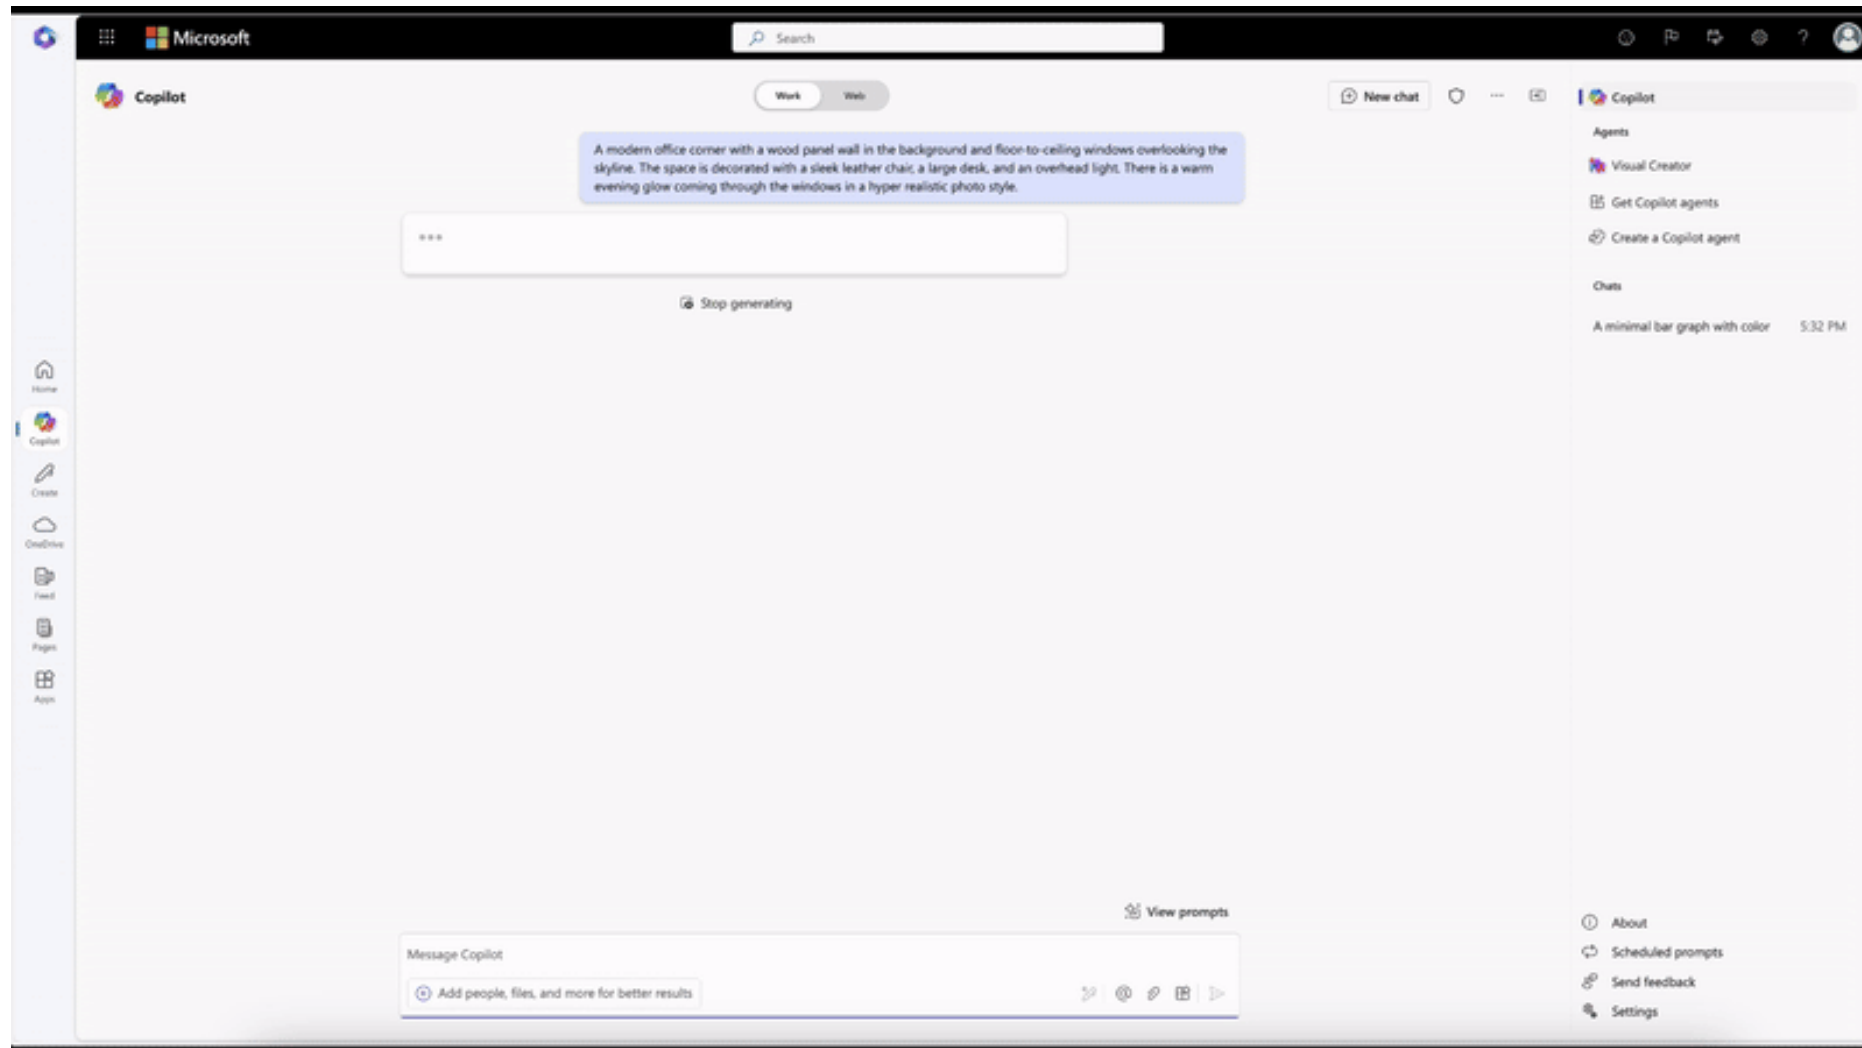 Microsoft
Search
Copilot
Work
Web
New chat
A modern office corner with a wood panel wall in the background and floor-to-ceiling windows overlooking the
skyline. The space is decorated with a sleek leather chair, a large desk, and an overhead light. There is a warm
evening glow coming through the windows in a hyper realistic photo style.
Stop generating
Home
Copilot
Create
OneDrive
Feed
Pages
Apps
View prompts
Message Copilot
Add people, files, and more for better results
Copilot
Agents
Visual Creator
Get Copilot agents
Create a Copilot agent
Chats
A minimal bar graph with color 5:32 PM
About
Scheduled prompts
Send feedback
Settings